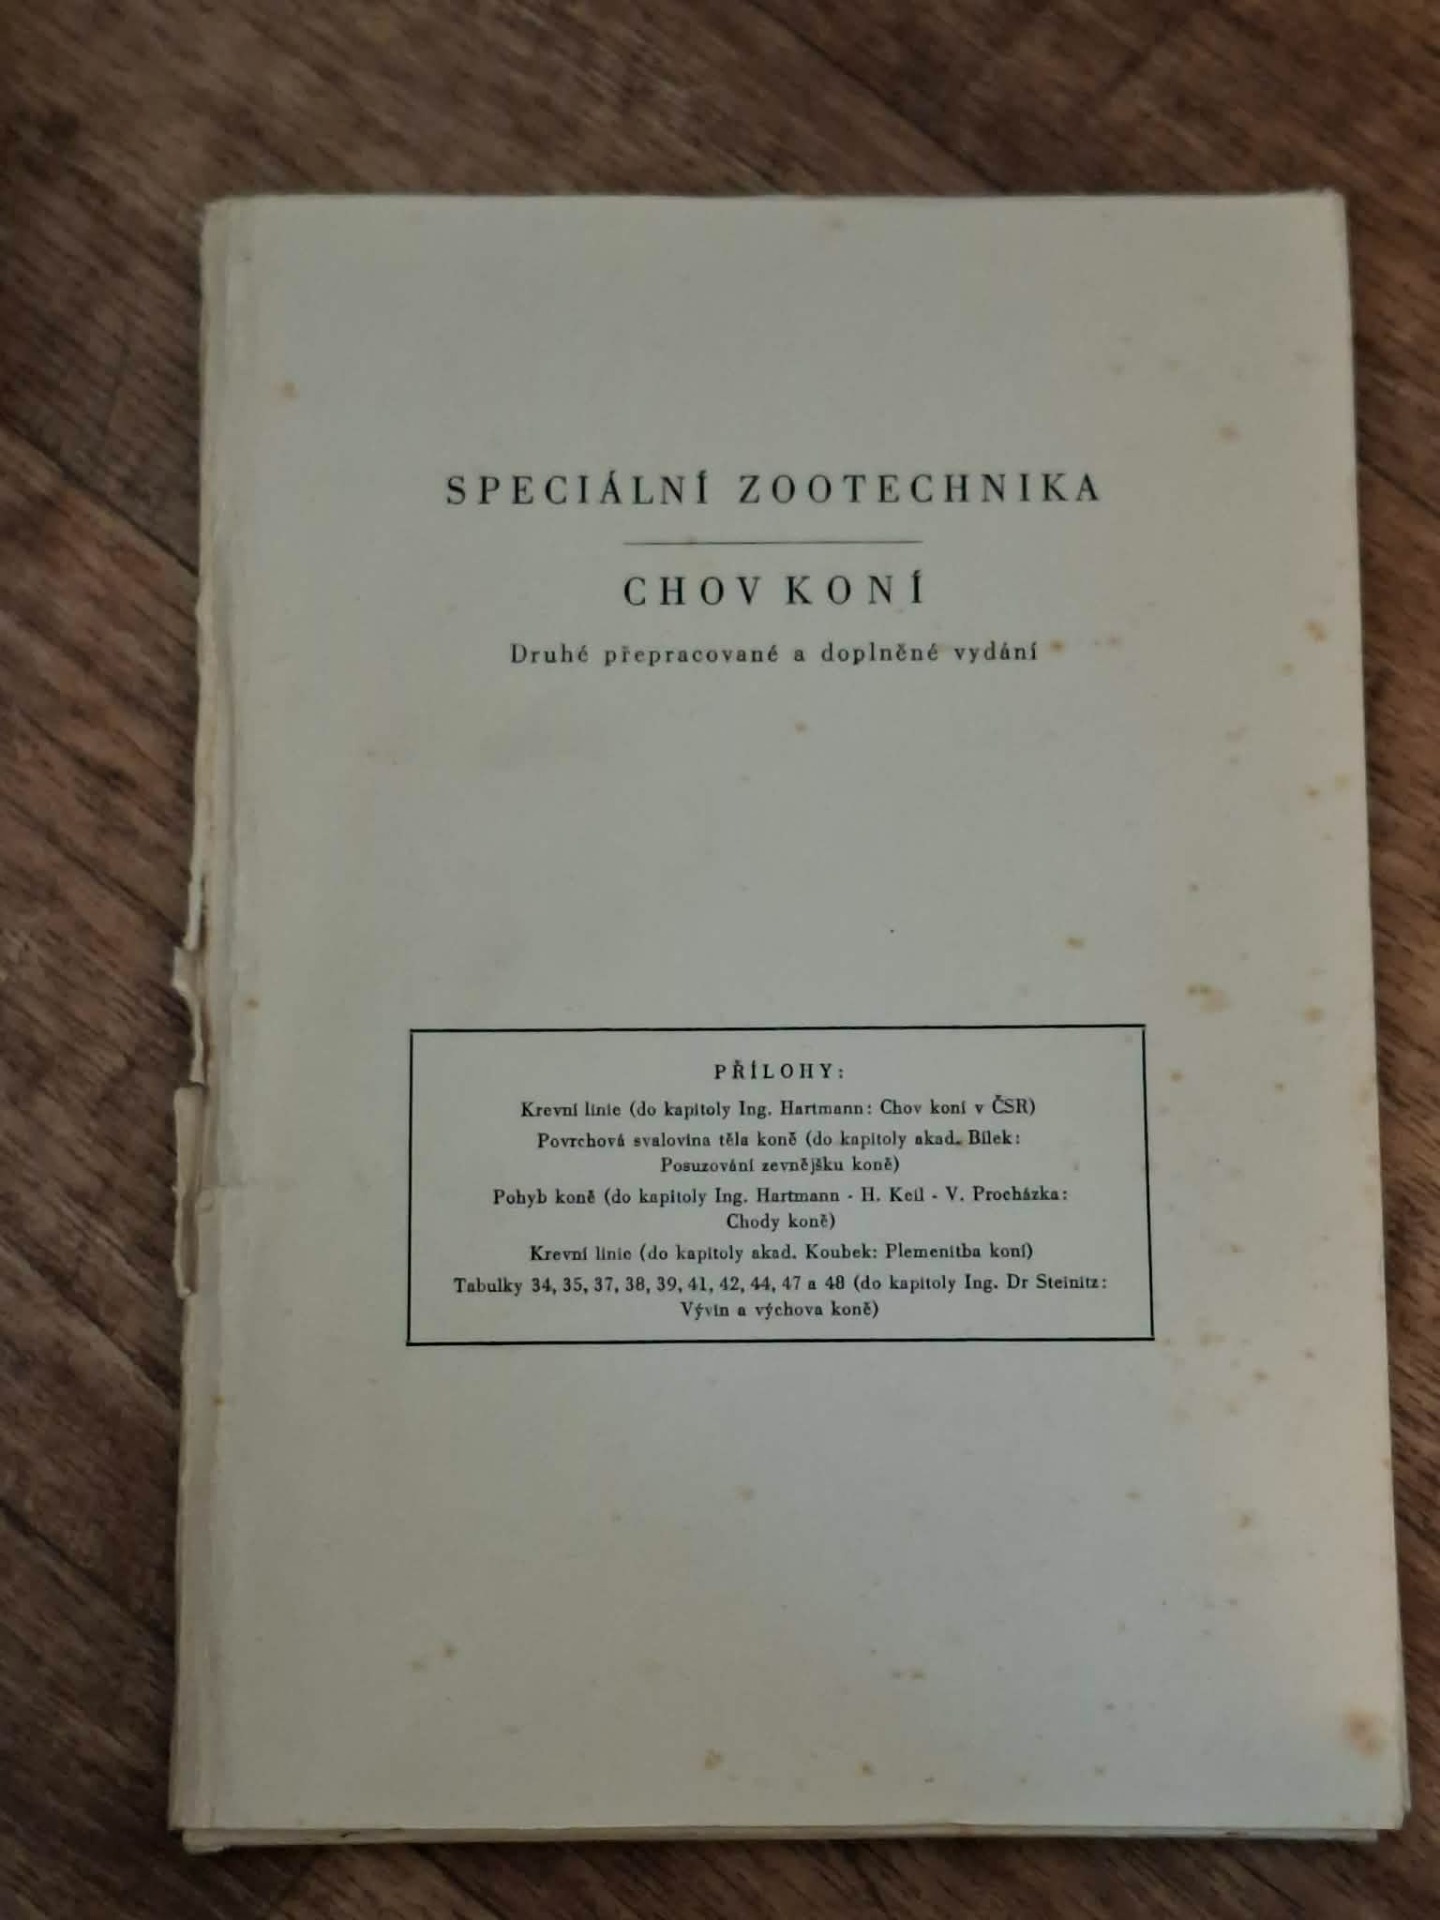 SPECIÁLNÍ ZOOTECHNIKA
CHOV KONÍ
Druhé přepracované a doplněné vydání
PŘÍLOHY:
Krevní linie (do kapitoly Ing. Hartmann: Chov koní v ČSR)
Povrchová svalovina těla koně (do kapitoly akad. Bílek:
Posuzování zevnějšku koně)
Pohyb koně (do kapitoly Ing. Hartmann - H. Keil - V. Procházka:
Chody koně)
Krevní linie (do kapitoly akad. Koubek: Plemenitba koní)
Tabulky 34, 35, 37, 38, 39, 41, 42, 44, 47 a 48 (do kapitoly Ing. Dr Steinitz:
Vývin a výchova koně)